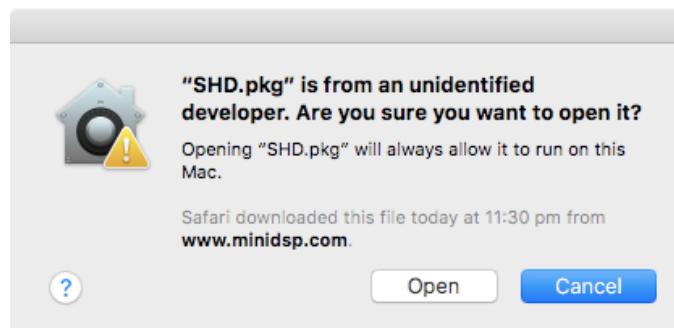 “SHD.pkg” is from an unidentified
developer. Are you sure you want to open it?
Opening “SHD.pkg” will always allow it to run on this
Mac.
Safari downloaded this file today at 11:30 pm from
www.minidsp.com.
?
Open
Cancel